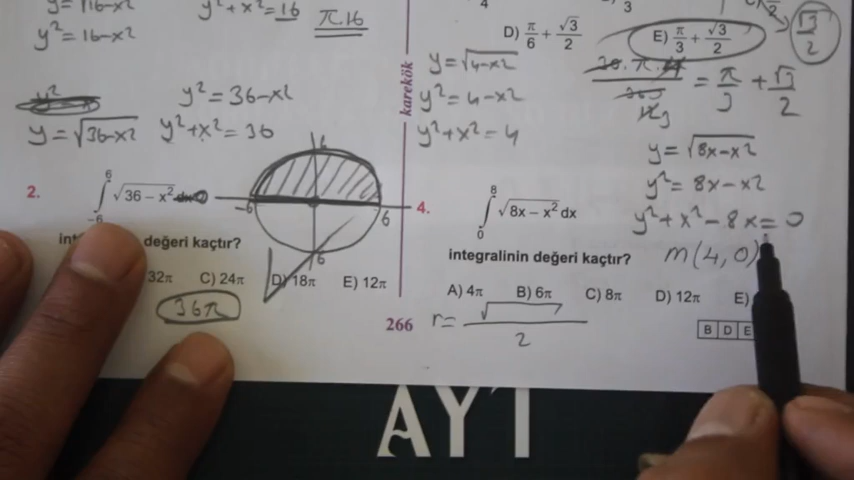 y=√16-x²
y²=16-x²
y²+x²=16
π.16
y²=36-x²
y=√36-x²
y²+x²=36
2.
∫ 6 -6 √36 - x² dx
6
-6
6
6
değeri kaçtır?
32π C) 24π D) 18π E) 12π
36π
karekök
266
D) π/6 + √3/2
E) π/3 + √3/2
√3/2
y=√4-x²
y²=4-x²
y²+x²=4
= π/3 + √3/2
y=√8x-x²
y²=8x-x²
y²+x²-8x=0
M(4,0)
4.
∫ 8 0 √8x - x² dx
integralinin değeri kaçtır?
A) 4π B) 6π C) 8π D) 12π E)
r= √ / 2
B D E
AYT